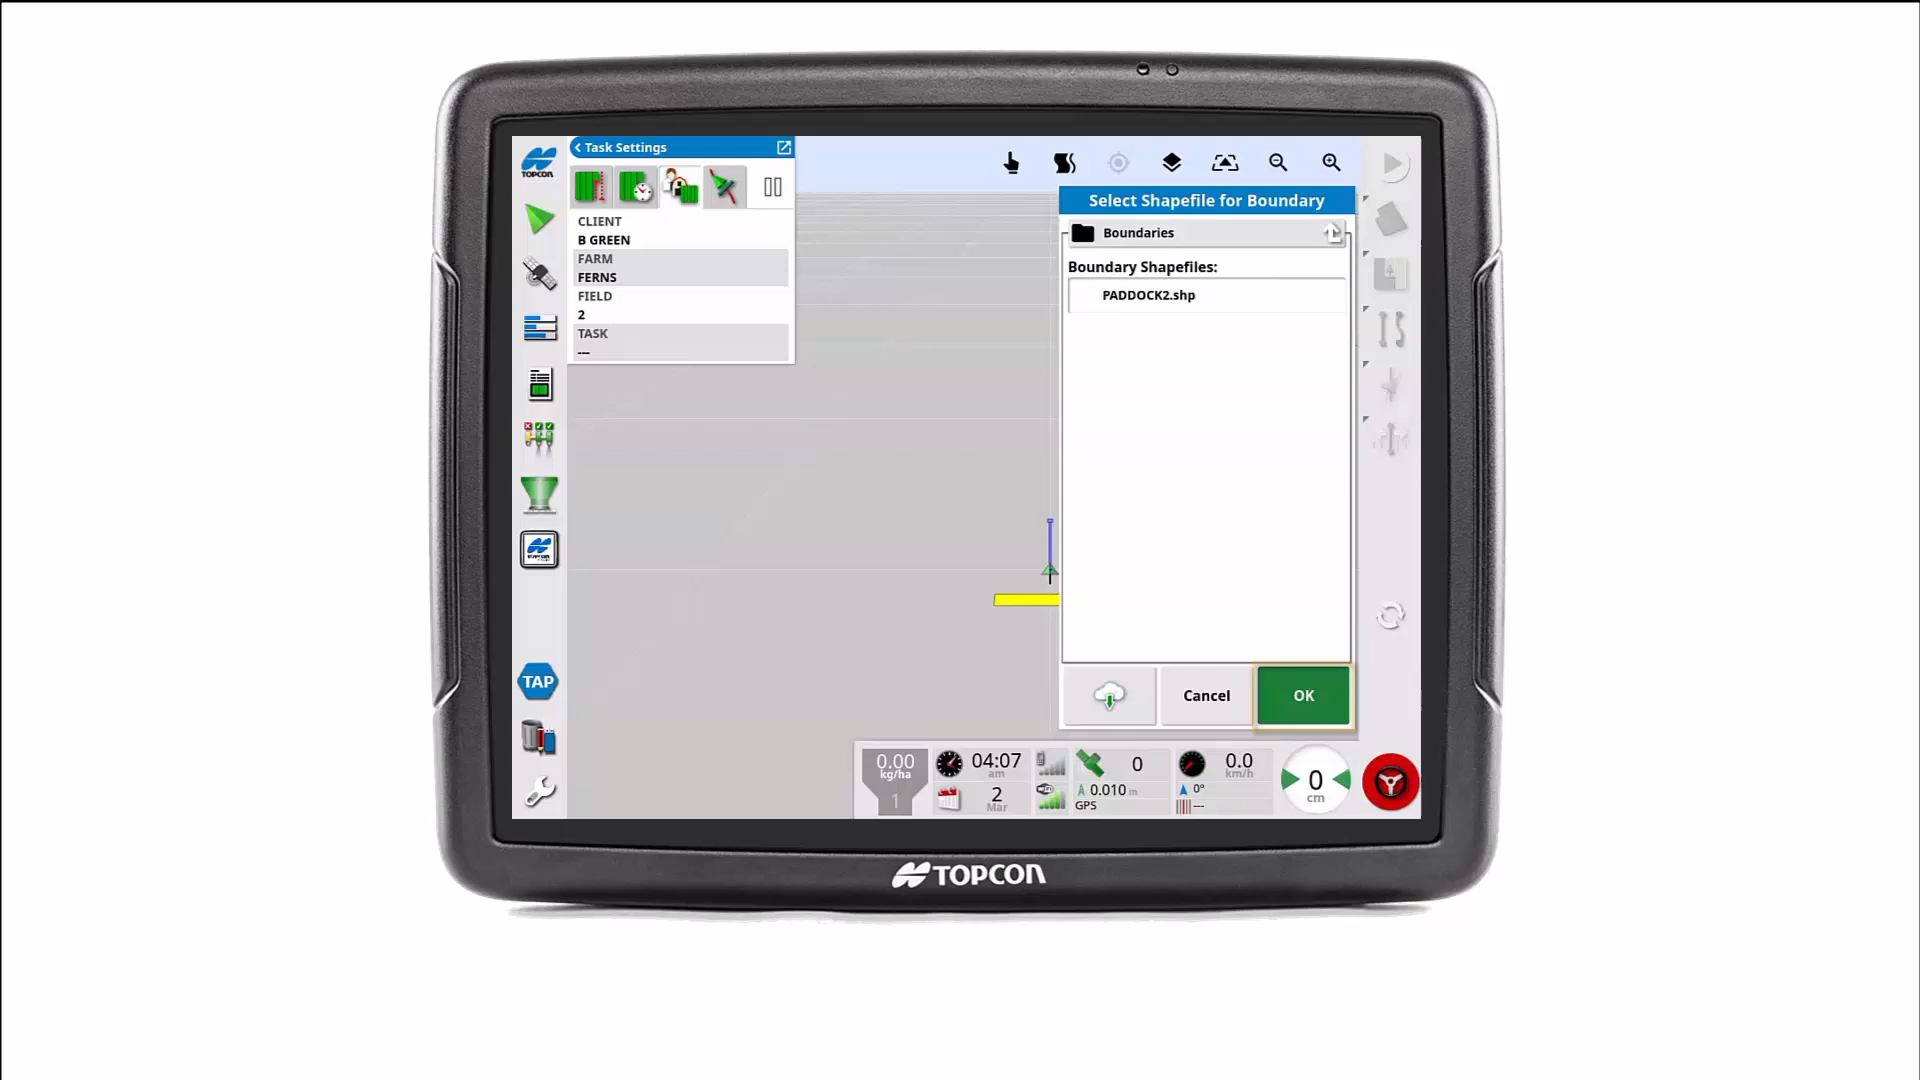 TOPCON
Task Settings
CLIENT
B GREEN
FARM
FERNS
FIELD
2
TASK
---
Select Shapefile for Boundary
Boundaries
Boundary Shapefiles:
PADDOCK2.shp
Cancel
OK
TAP
0.00
kg/ha
1
04:07
am
2
Mar
0
0.010 m
GPS
0.0
km/h
0°
---
0
cm
TOPCON